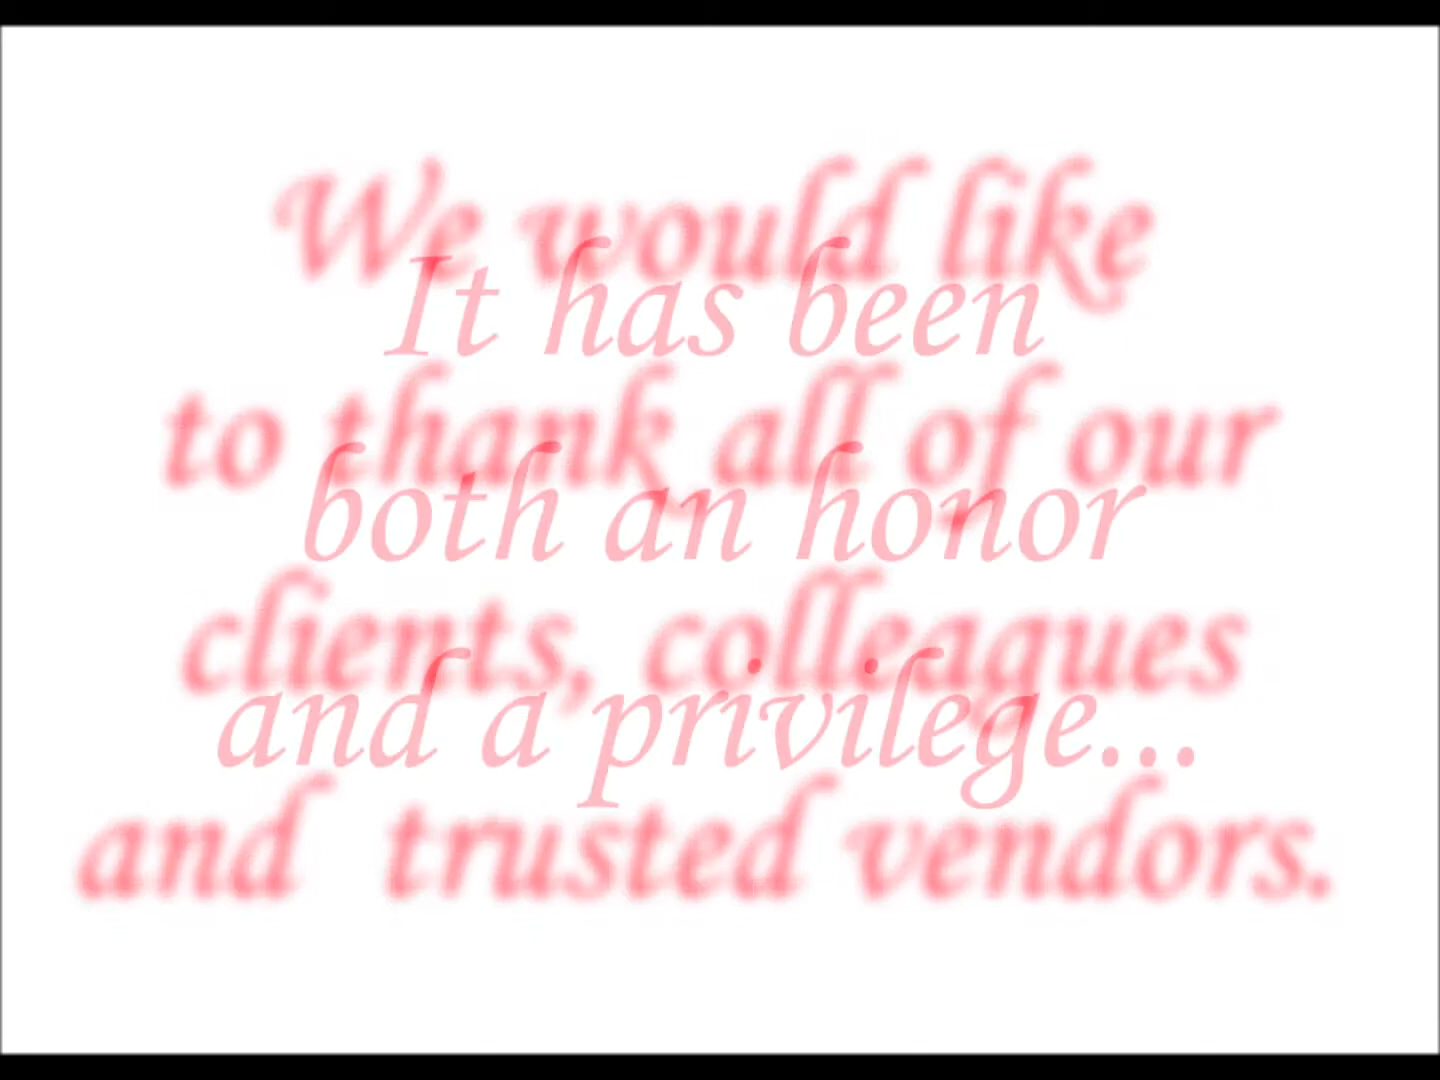 We would like
It has been
to thank all of our
both an honor
clients, colleagues
and a privilege...
and trusted vendors.